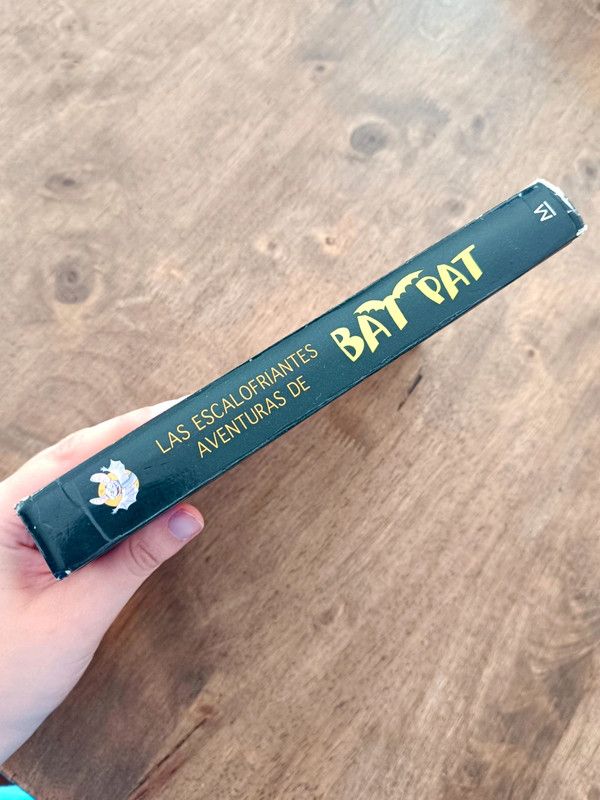 LAS ESCALOFRIANTES
AVENTURAS DE
BAT PAT
M